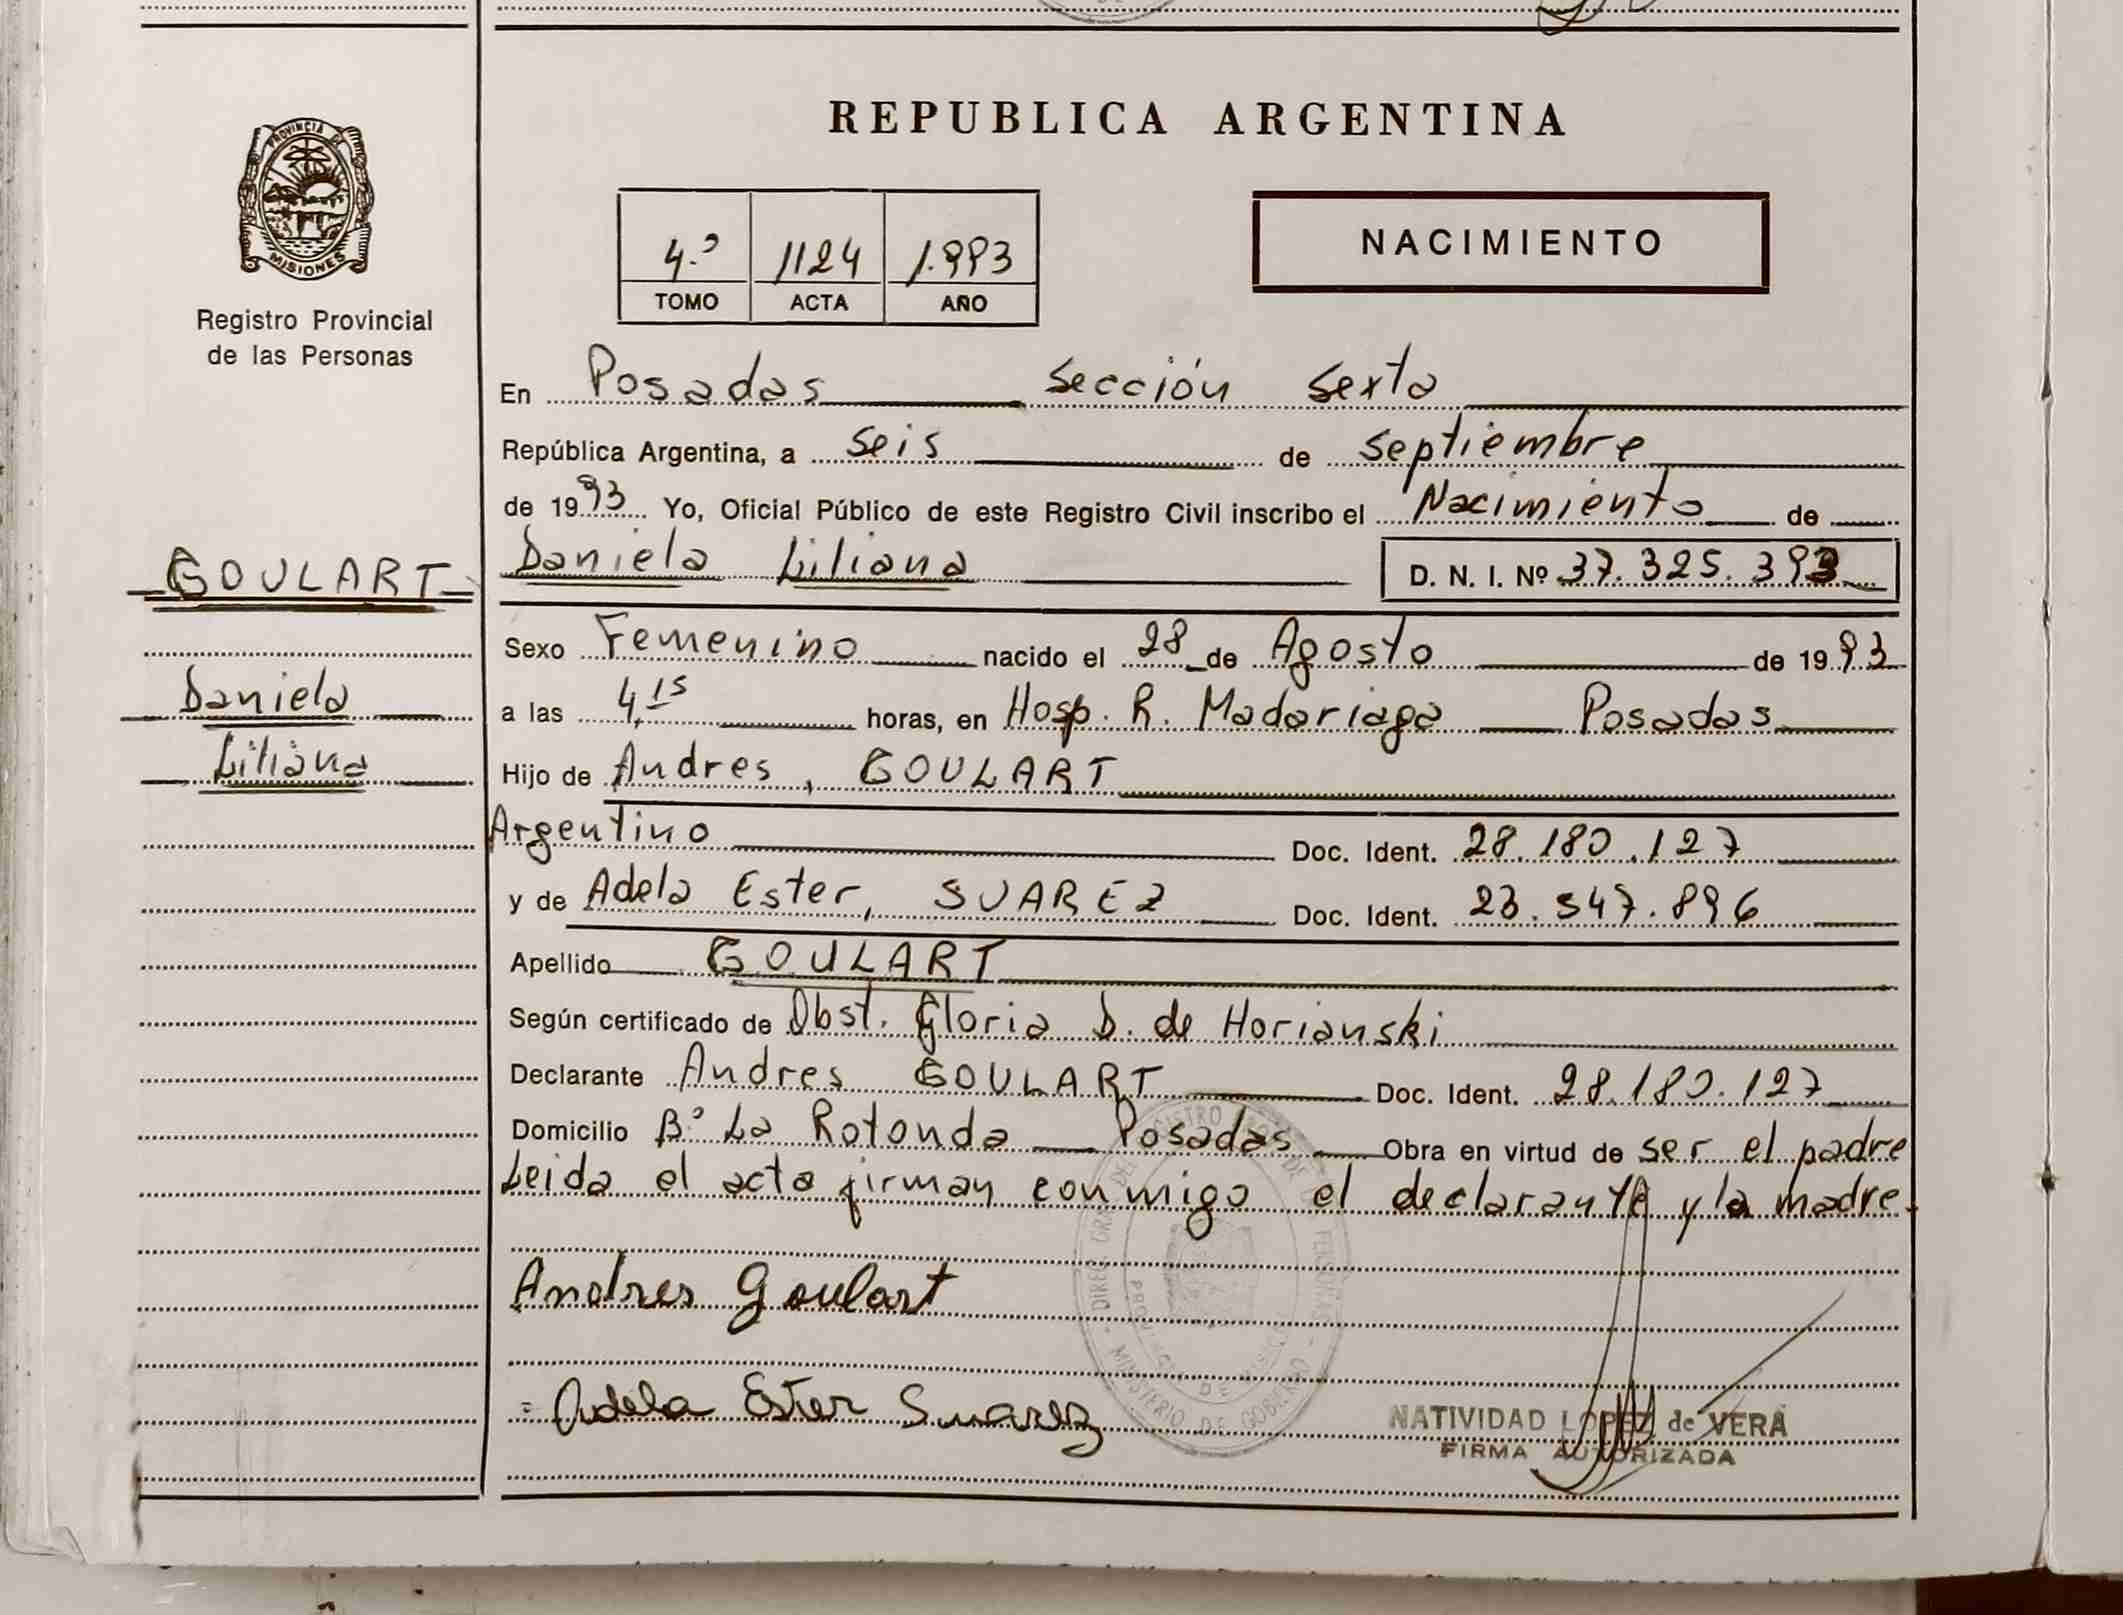 REPUBLICA ARGENTINA
PROVINCIA DE
MISIONES
Registro Provincial
de las Personas
4.º 1124 1.993
TOMO ACTA AÑO
NACIMIENTO
En Posadas Sección Sexta
República Argentina, a Seis de Septiembre
de 1993 Yo, Oficial Público de este Registro Civil inscribo el Nacimiento de
Daniela Liliana D. N. I. Nº 37.325.393
GOULART
Daniela
Liliana
Sexo Femenino nacido el 28 de Agosto de 1993
a las 4,15 horas, en Hosp. R. Madariaga Posadas
Hijo de Andres, GOULART
Argentino Doc. Ident. 28.180.127
y de Adela Ester, SUAREZ Doc. Ident. 23.547.896
Apellido GOULART
Según certificado de Obst. Gloria D. de Horianski
Declarante Andres GOULART Doc. Ident. 28.180.127
Domicilio Bº La Rotonda Posadas Obra en virtud de ser el padre
Leida el acta firman conmigo el declarante y la madre.
Andres Goulart
Adela Ester Suarez
NATIVIDAD LOPEZ de VERA
FIRMA AUTORIZADA
MINISTERIO DE GOBIERNO